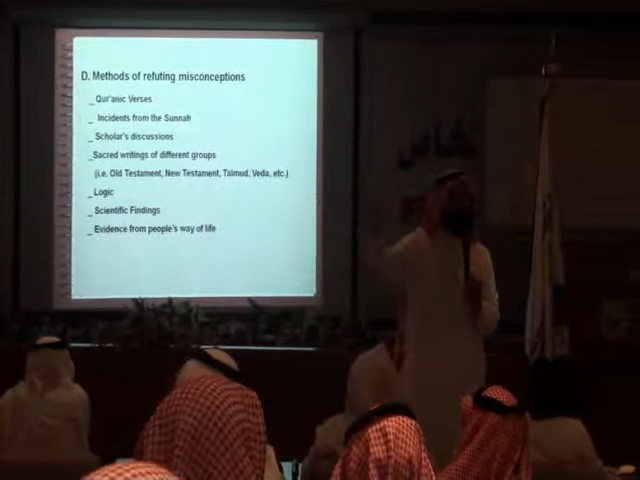 D. Methods of refuting misconceptions
_ Qur'anic Verses
_ Incidents from the Sunnah
_ Scholar's discussions
_Sacred writings of different groups
(i.e. Old Testament, New Testament, Talmud, Veda, etc.)
_Logic
_ Scientific Findings
_ Evidence from people's way of life